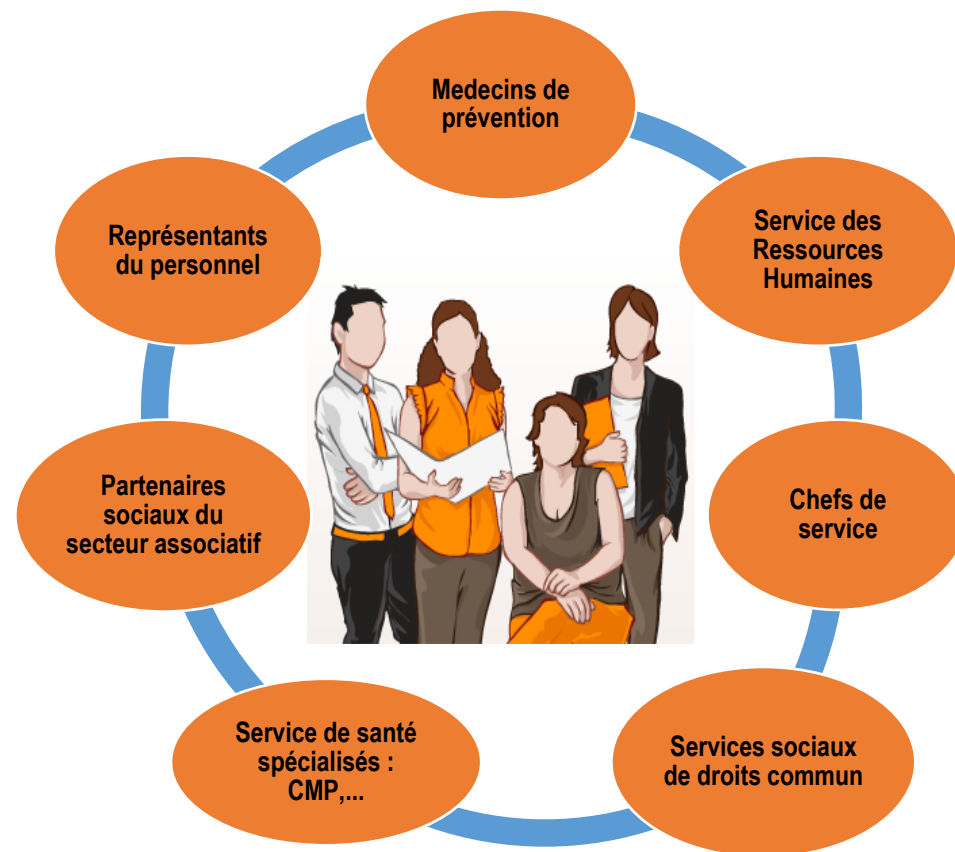 Medecins de
prévention
Service des
Ressources
Humaines
Chefs de
service
Services sociaux
de droits commun
Service de santé
spécialisés :
CMP,...
Partenaires
sociaux du
secteur associatif
Représentants
du personnel